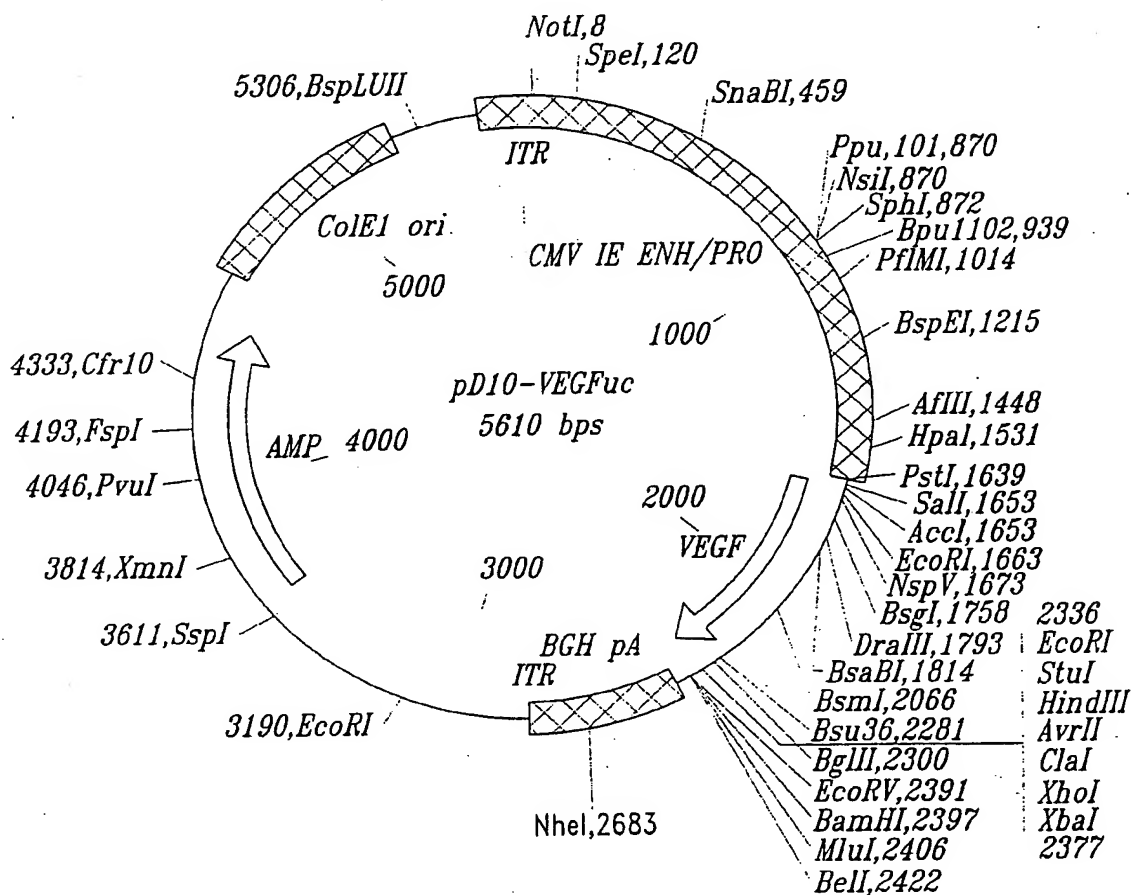 NotI,8
SpeI,120
5306,BspLUII
SnaBI,459
ITR
Ppu,101,870
NsiI,870
SphI,872
Bpu1102,939
PflMI,1014
ColE1 ori
CMV IE ENH/PRO
5000
1000
BspEI,1215
4333,Cfr10
pD10-VEGFuc
5610 bps
AflII,1448
4193,FspI
AMP
4000
HpaI,1531
4046,PvuI
PstI,1639
SalI,1653
2000
VEGF
AccI,1653
EcoRI,1663
3814,XmnI
3000
NspV,1673
BsgI,1758
2336
3611,SspI
DraIII,1793
EcoRI
BGH pA
ITR
BsaBI,1814
StuI
BsmI,2066
HindIII
3190,EcoRI
Bsu36,2281
AvrII
BglII,2300
ClaI
EcoRV,2391
XhoI
NheI,2683
BamHI,2397
XbaI
MluI,2406
2377
BelI,2422